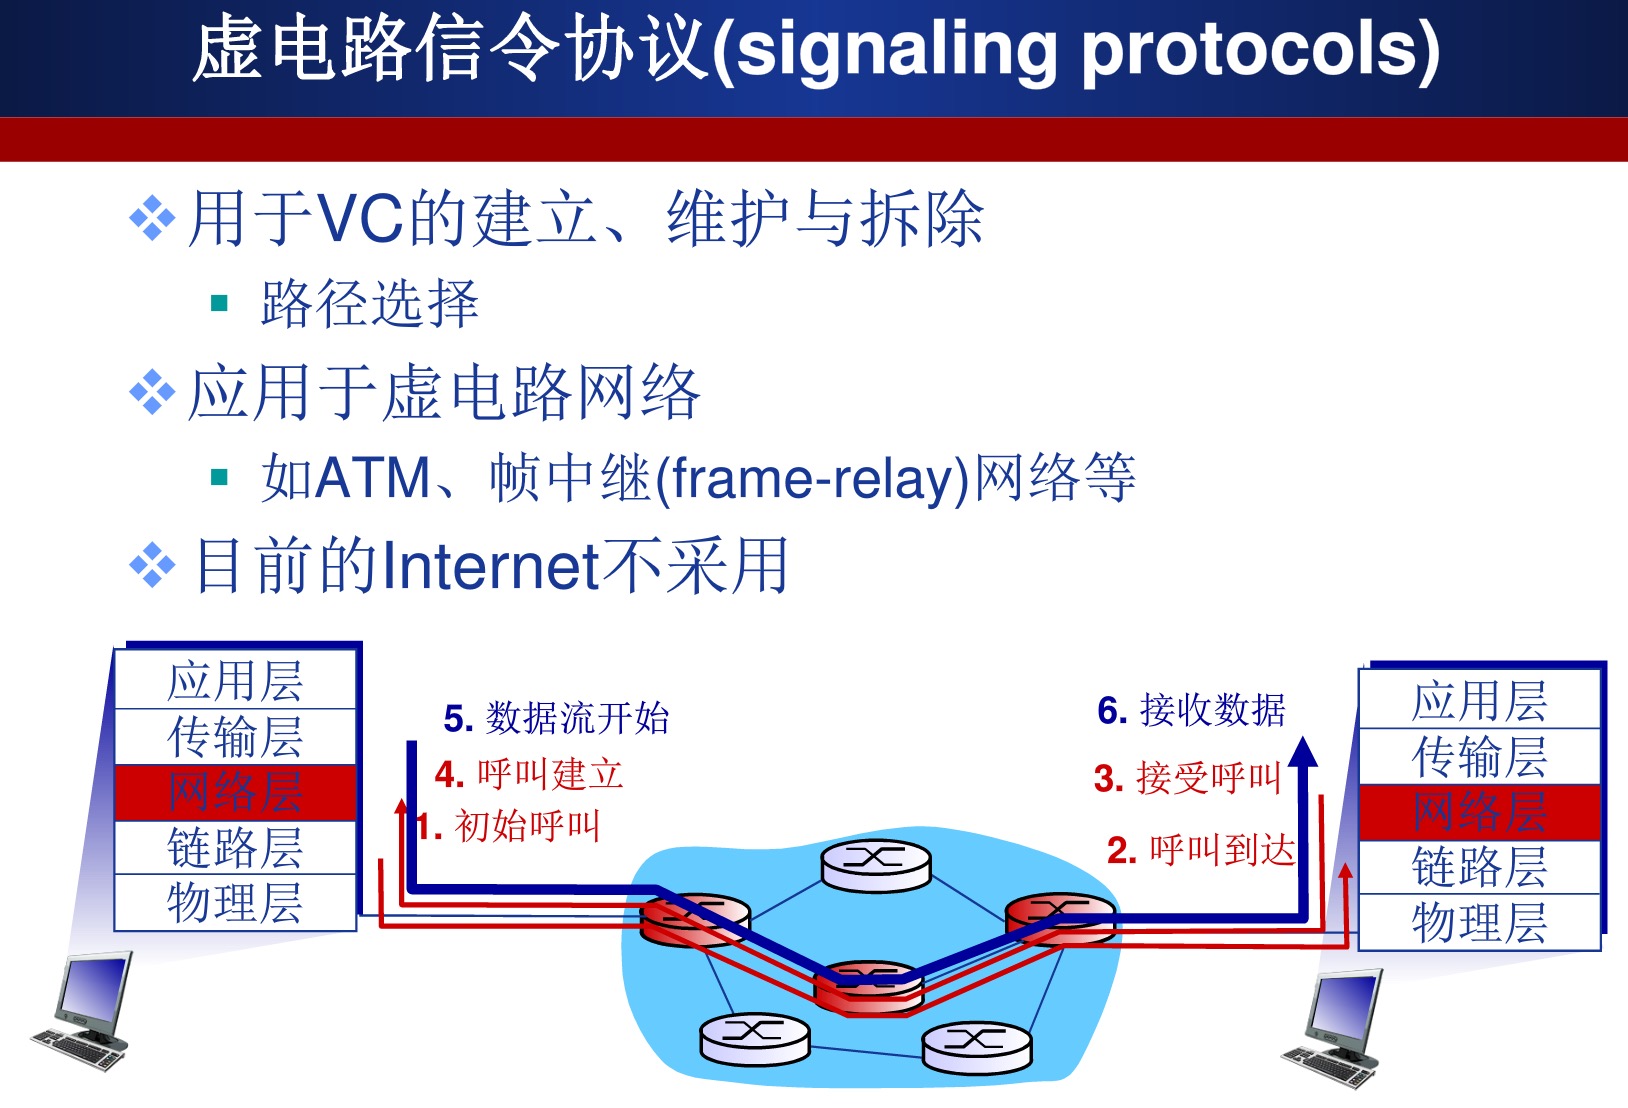 虚电路信令协议(signaling protocols)
用于VC的建立、维护与拆除
路径选择
应用于虚电路网络
如ATM、帧中继(frame-relay)网络等
目前的Internet不采用
应用层
传输层
网络层
链路层
物理层
5. 数据流开始
4. 呼叫建立
1. 初始呼叫
6. 接收数据
3. 接受呼叫
2. 呼叫到达
应用层
传输层
网络层
链路层
物理层